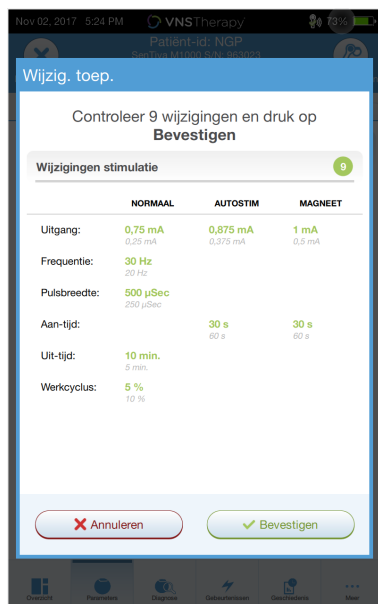 Nov 02, 2017 5:24 PM VNSTherapy 73%
Patiënt-id: NGP
SenTiva M1000 S/N: 963023
Wijzig. toep.
Controleer 9 wijzigingen en druk op
Bevestigen
Wijzigingen stimulatie 9
NORMAAL AUTOSTIM MAGNEET
Uitgang: 0,75 mA 0,875 mA 1 mA
0,25 mA 0,375 mA 0,5 mA
Frequentie: 30 Hz
20 Hz
Pulsbreedte: 500 µSec
250 µSec
Aan-tijd: 30 s 30 s
60 s 60 s
Uit-tijd: 10 min.
5 min.
Werkcyclus: 5 %
10 %
Annuleren Bevestigen
Overzicht Parameters Diagnose Gebeurtenissen Geschiedenis Meer